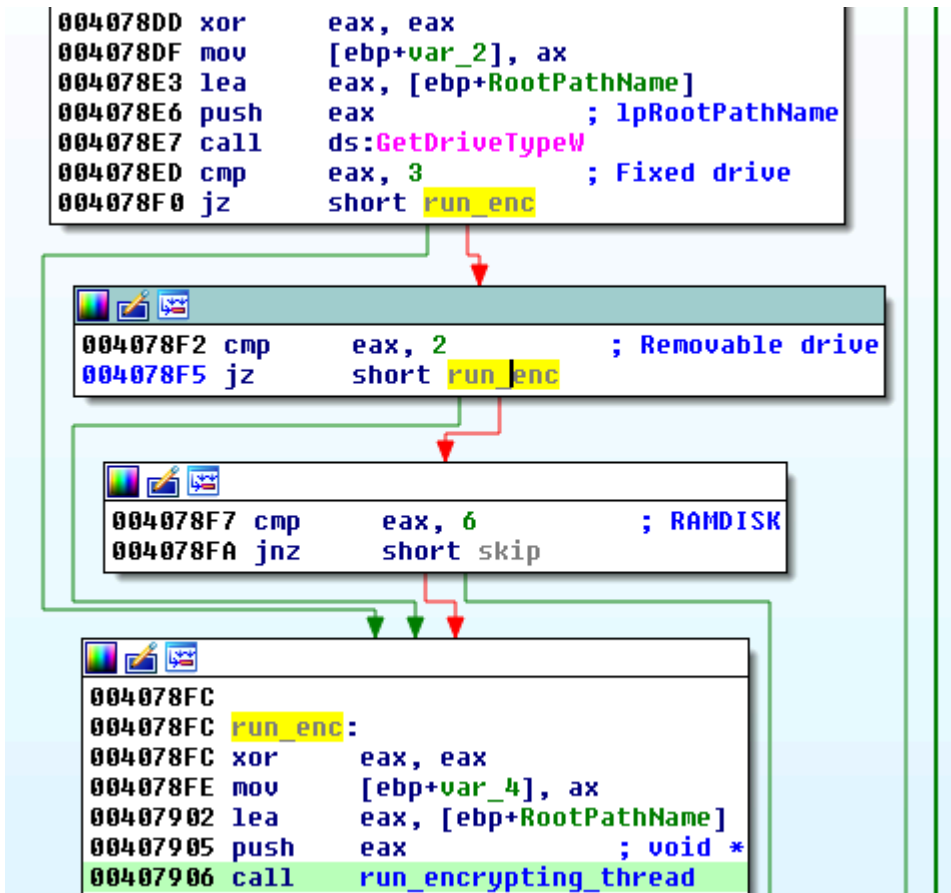 004078DD xor eax, eax
004078DF mov [ebp+var_2], ax
004078E3 lea eax, [ebp+RootPathName]
004078E6 push eax ; lpRootPathName
004078E7 call ds:GetDriveTypeW
004078ED cmp eax, 3 ; Fixed drive
004078F0 jz short run_enc
004078F2 cmp eax, 2 ; Removable drive
004078F5 jz short run_enc
004078F7 cmp eax, 6 ; RAMDISK
004078FA jnz short skip
004078FC
004078FC run_enc:
004078FC xor eax, eax
004078FE mov [ebp+var_4], ax
00407902 lea eax, [ebp+RootPathName]
00407905 push eax ; void *
00407906 call run_encrypting_thread